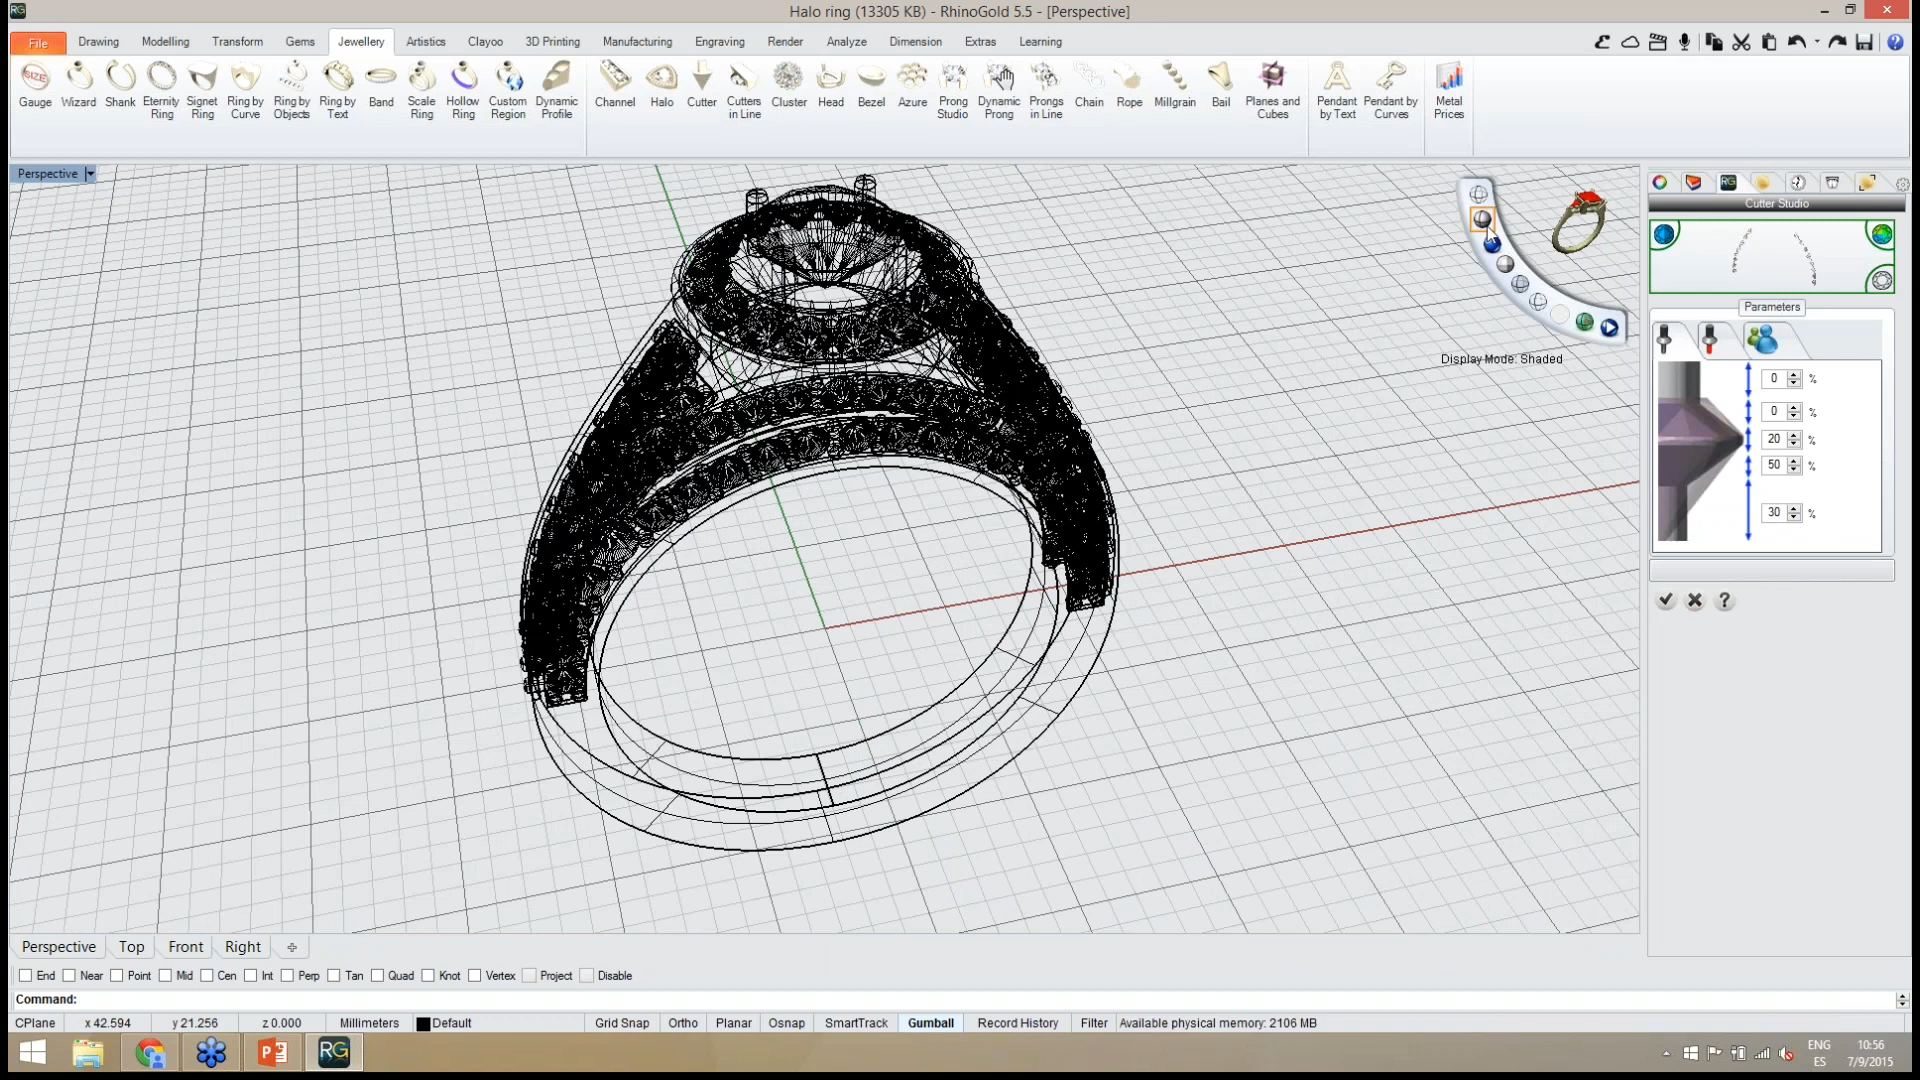 RG Halo ring (13305 KB) - RhinoGold 5.5 - [Perspective]
File Drawing Modelling Transform Gems Jewellery Artistics Clayoo 3D Printing Manufacturing Engraving Render Analyze Dimension Extras Learning
SIZE
Gauge Wizard Shank Eternity Ring Signet Ring Ring by Curve Ring by Objects Ring by Text Band Scale Ring Hollow Ring Custom Region Dynamic Profile Channel Halo Cutter Cutters in Line Cluster Head Bezel Azure Prong Studio Dynamic Prong Prongs in Line Chain Rope Millgrain Bail Planes and Cubes Pendant by Text Pendant by Curves Metal Prices
Perspective
RG
Cutter Studio
Parameters
Display Mode: Shaded
0 %
0 %
20 %
50 %
30 %
Perspective Top Front Right
End Near Point Mid Cen Int Perp Tan Quad Knot Vertex Project Disable
Command:
CPlane x 42.594 y 21.256 z 0.000 Millimeters Default Grid Snap Ortho Planar Osnap SmartTrack Gumball Record History Filter Available physical memory: 2106 MB
RG
ENG 10:56
ES 7/9/2015